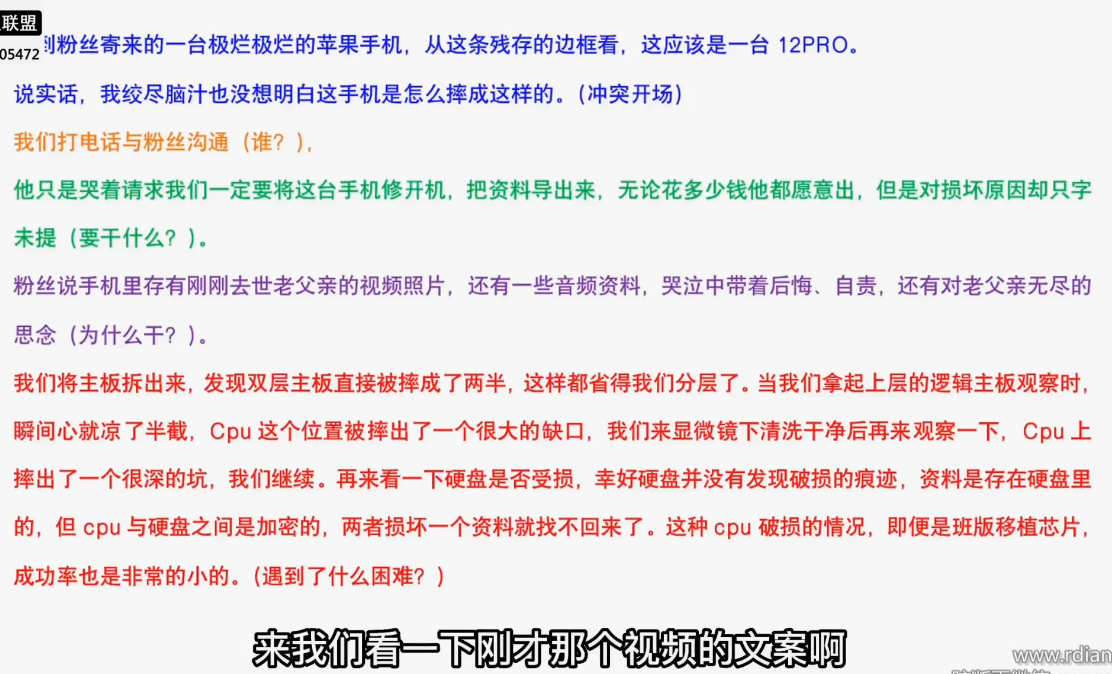 联盟
05472
到粉丝寄来的一台极烂极烂的苹果手机，从这条残存的边框看，这应该是一台 12PRO。
说实话，我绞尽脑汁也没想明白这手机是怎么摔成这样的。（冲突开场）
我们打电话与粉丝沟通（谁？），
他只是哭着请求我们一定要将这台手机修开机，把资料导出来，无论花多少钱他都愿意出，但是对损坏原因却只字
未提（要干什么？）。
粉丝说手机里存有刚刚去世老父亲的视频照片，还有一些音频资料，哭泣中带着后悔、自责，还有对老父亲无尽的
思念（为什么干？）。
我们将主板拆出来，发现双层主板直接被摔成了两半，这样都省得我们分层了。当我们拿起上层的逻辑主板观察时，
瞬间心就凉了半截，Cpu 这个位置被摔出了一个很大的缺口，我们来显微镜下清洗干净后再来观察一下，Cpu 上
摔出了一个很深的坑，我们继续。再来看一下硬盘是否受损，幸好硬盘并没有发现破损的痕迹，资料是存在硬盘里
的，但 cpu 与硬盘之间是加密的，两者损坏一个资料就找不回来了。这种 cpu 破损的情况，即便是班版移植芯片，
成功率也是非常的小的。（遇到了什么困难？）
来我们看一下刚才那个视频的文案啊
www.rdian